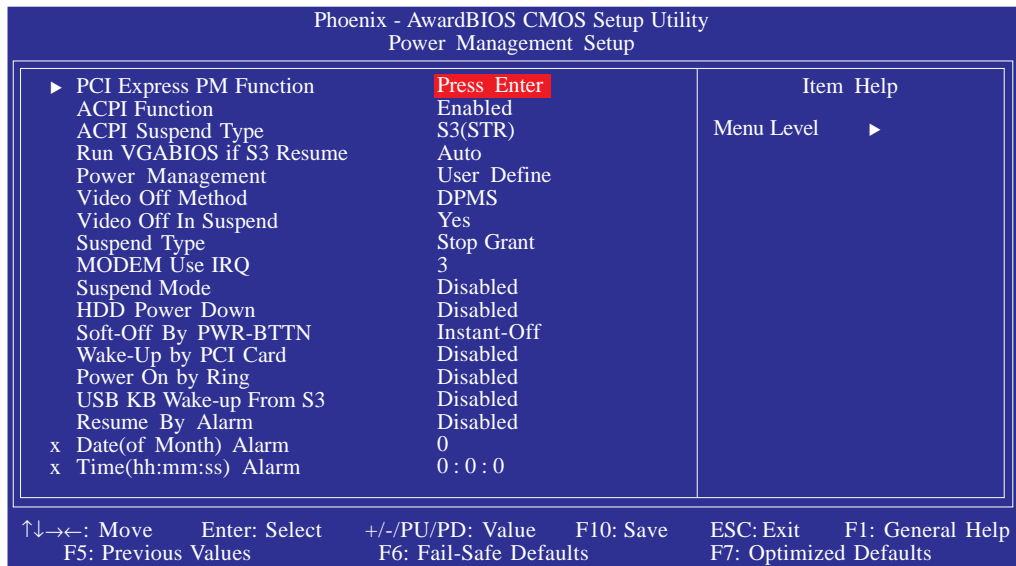 Phoenix - AwardBIOS CMOS Setup Utility
Power Management Setup
▶ PCI Express PM Function Press Enter
ACPI Function Enabled
ACPI Suspend Type S3(STR)
Run VGABIOS if S3 Resume Auto
Power Management User Define
Video Off Method DPMS
Video Off In Suspend Yes
Suspend Type Stop Grant
MODEM Use IRQ 3
Suspend Mode Disabled
HDD Power Down Disabled
Soft-Off By PWR-BTTN Instant-Off
Wake-Up by PCI Card Disabled
Power On by Ring Disabled
USB KB Wake-up From S3 Disabled
Resume By Alarm Disabled
x Date(of Month) Alarm 0
x Time(hh:mm:ss) Alarm 0 : 0 : 0
Item Help
Menu Level ▶
↑↓→←: Move Enter: Select +/-/PU/PD: Value F10: Save ESC: Exit F1: General Help
F5: Previous Values F6: Fail-Safe Defaults F7: Optimized Defaults